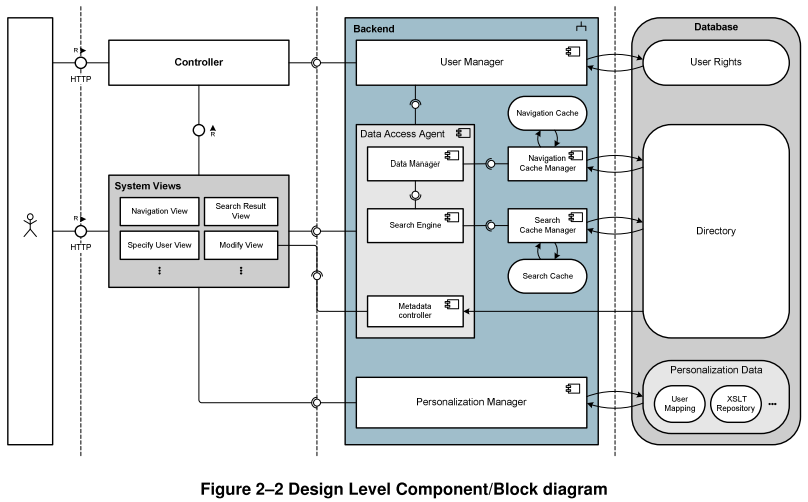 Backend
Database
R
HTTP
Controller
User Manager
User Rights
R
Navigation Cache
Data Access Agent
Data Manager
Navigation
Cache Manager
System Views
Navigation View
Search Result
View
Search Engine
Search
Cache Manager
Directory
R
HTTP
Specify User View
Modify View
Search Cache
Metadata
controller
Personalization Data
Personalization Manager
User
Mapping
XSLT
Repository
Figure 2–2 Design Level Component/Block diagram